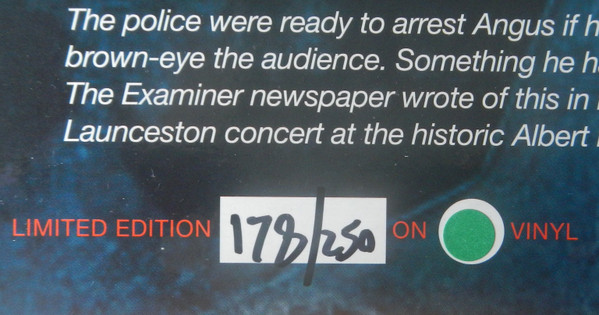 The police were ready to arrest Angus if h
brown-eye the audience. Something he h
The Examiner newspaper wrote of this in
Launceston concert at the historic Albert
LIMITED EDITION 178/250 ON VINYL